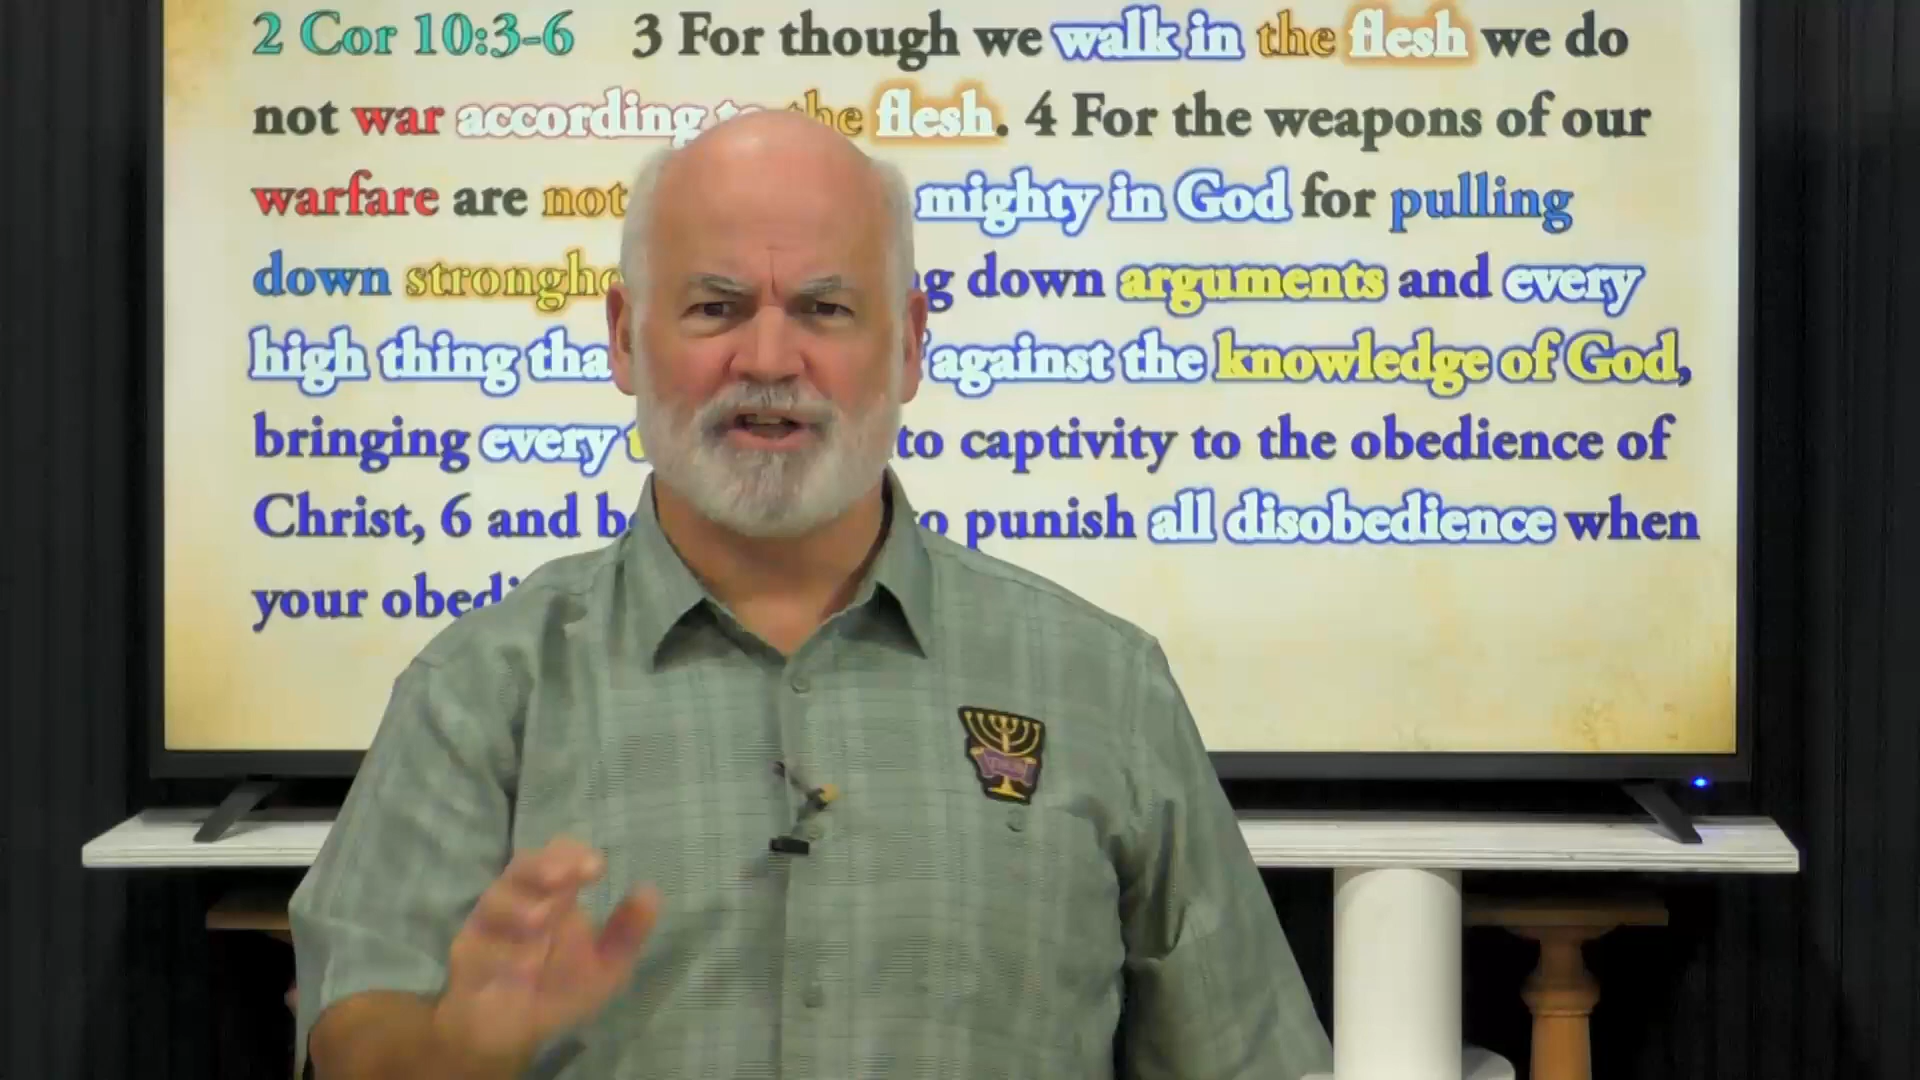 2 Cor 10:3-6 3 For though we walk in the flesh we do
not war according the flesh. 4 For the weapons of our
warfare are not mighty in God for pulling
down down arguments and every
high thing against the knowledge of God,
bringing every to captivity to the obedience of
Christ, 6 and punish all disobedience when
your